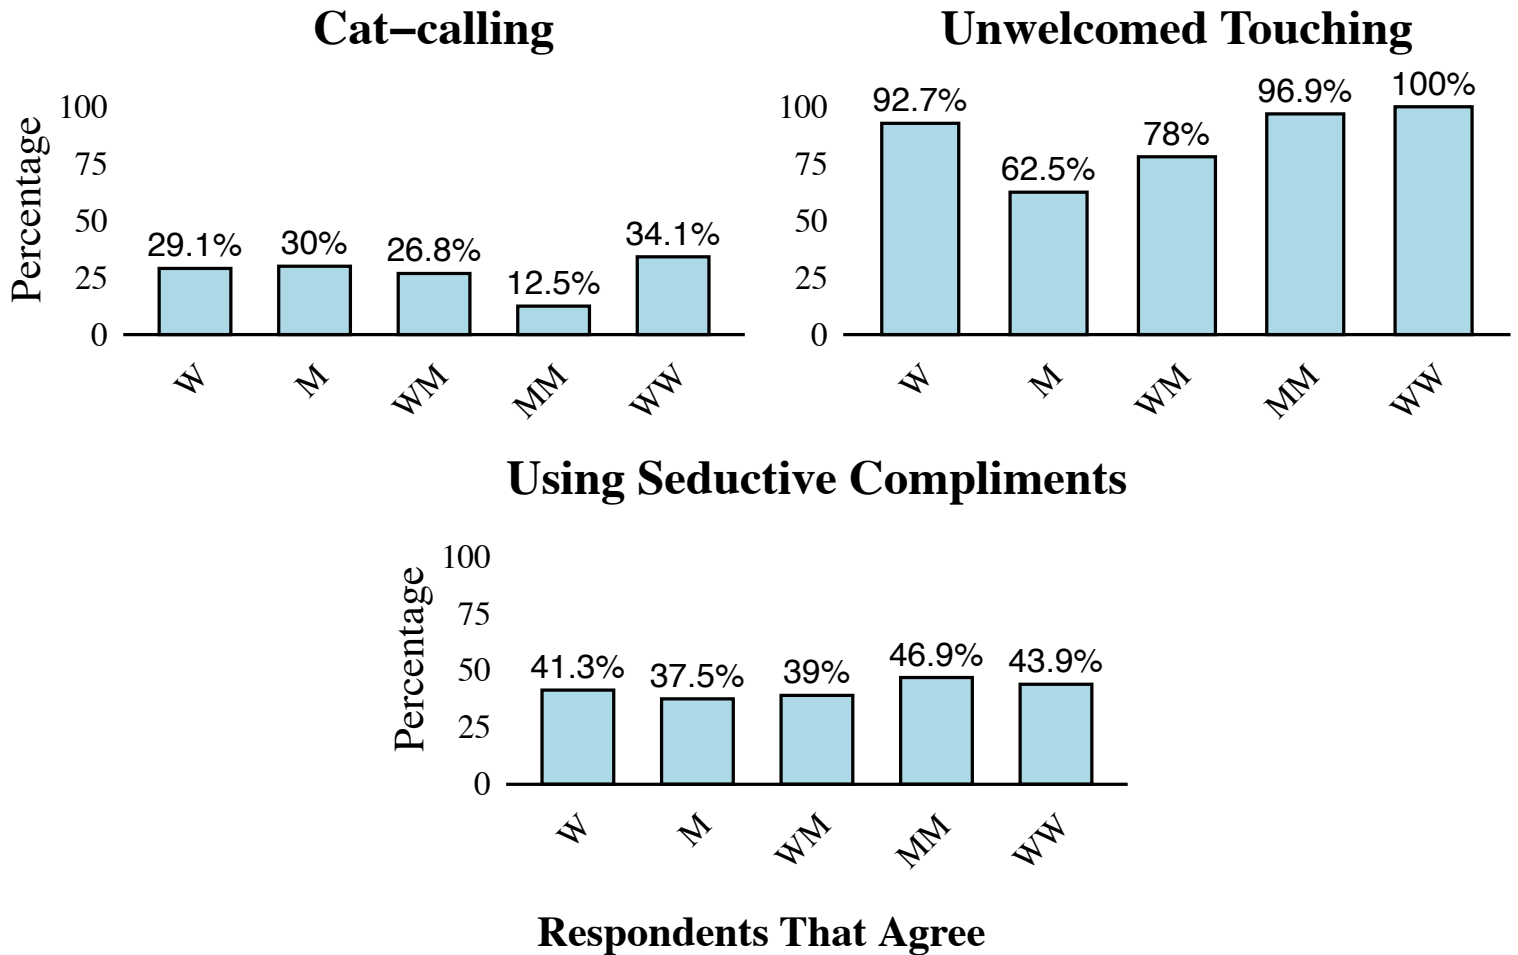 Cat−calling
Percentage
100
75
50
25
0
29.1%
30%
26.8%
12.5%
34.1%
W
M
WM
MM
WW
Unwelcomed Touching
100
75
50
25
0
92.7%
62.5%
78%
96.9%
100%
W
M
WM
MM
WW
Using Seductive Compliments
Percentage
100
75
50
25
0
41.3%
37.5%
39%
46.9%
43.9%
W
M
WM
MM
WW
Respondents That Agree